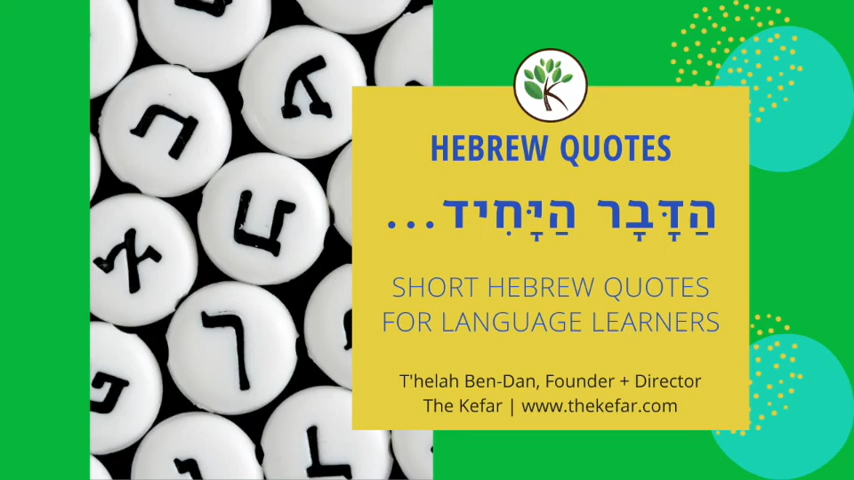 HEBREW QUOTES
הַדָּבָר הַיָּחִיד...
SHORT HEBREW QUOTES
FOR LANGUAGE LEARNERS
T'helah Ben-Dan, Founder + Director
The Kefar | www.thekefar.com